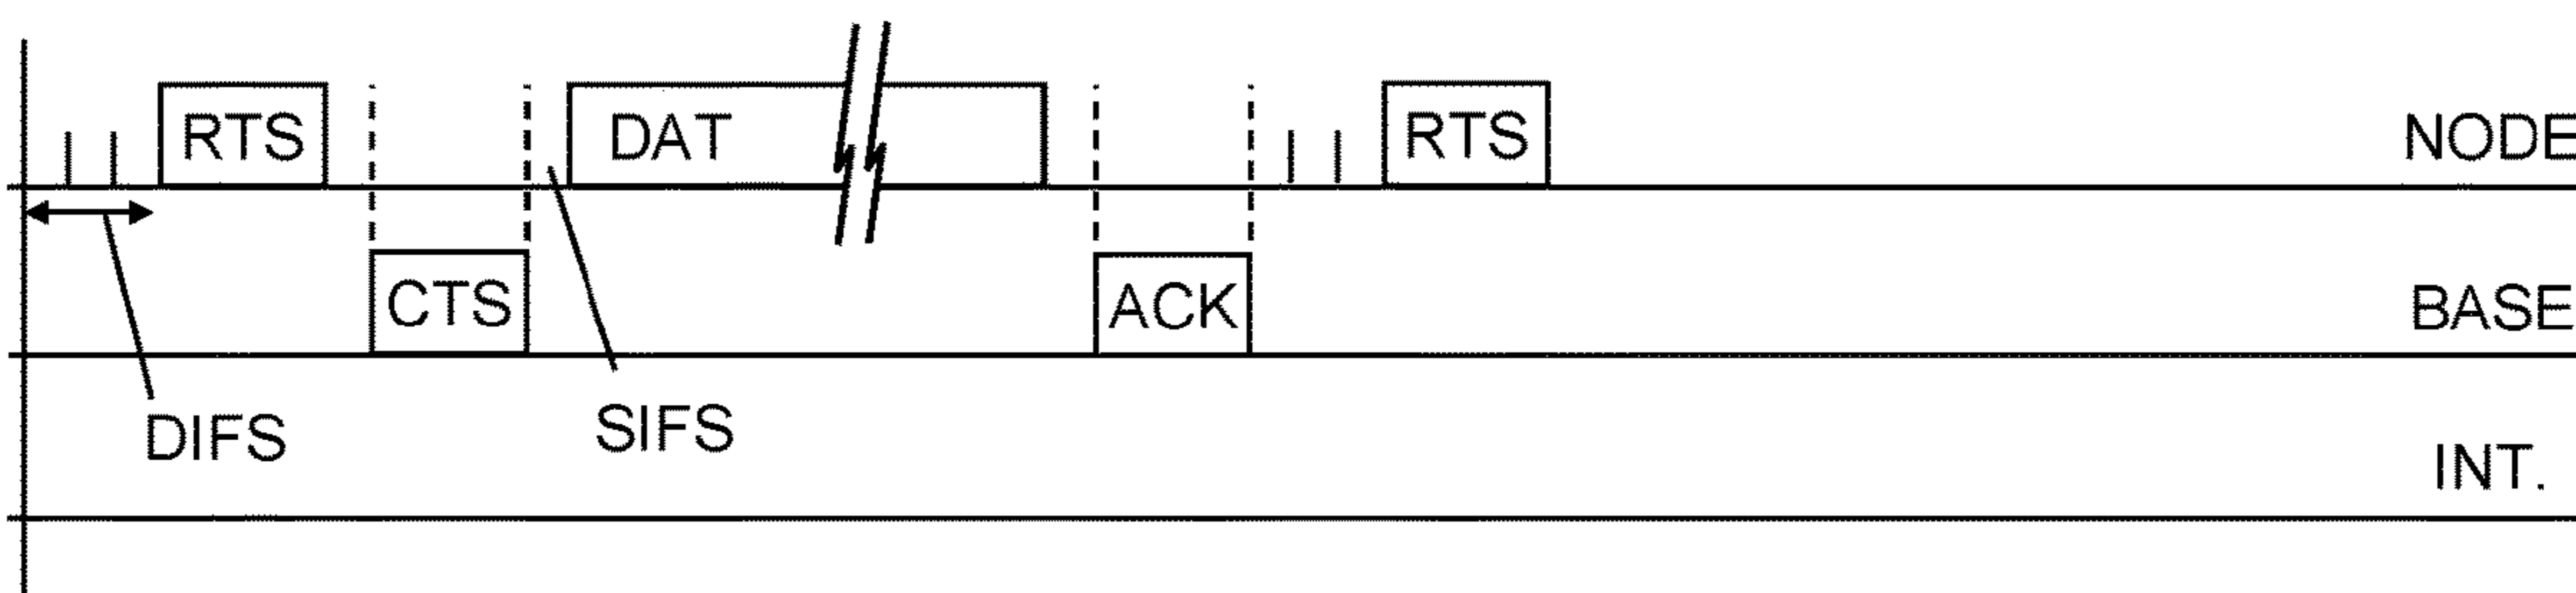 RTS DAT RTS NODE
CTS ACK BASE
DIFS SIFS
INT.